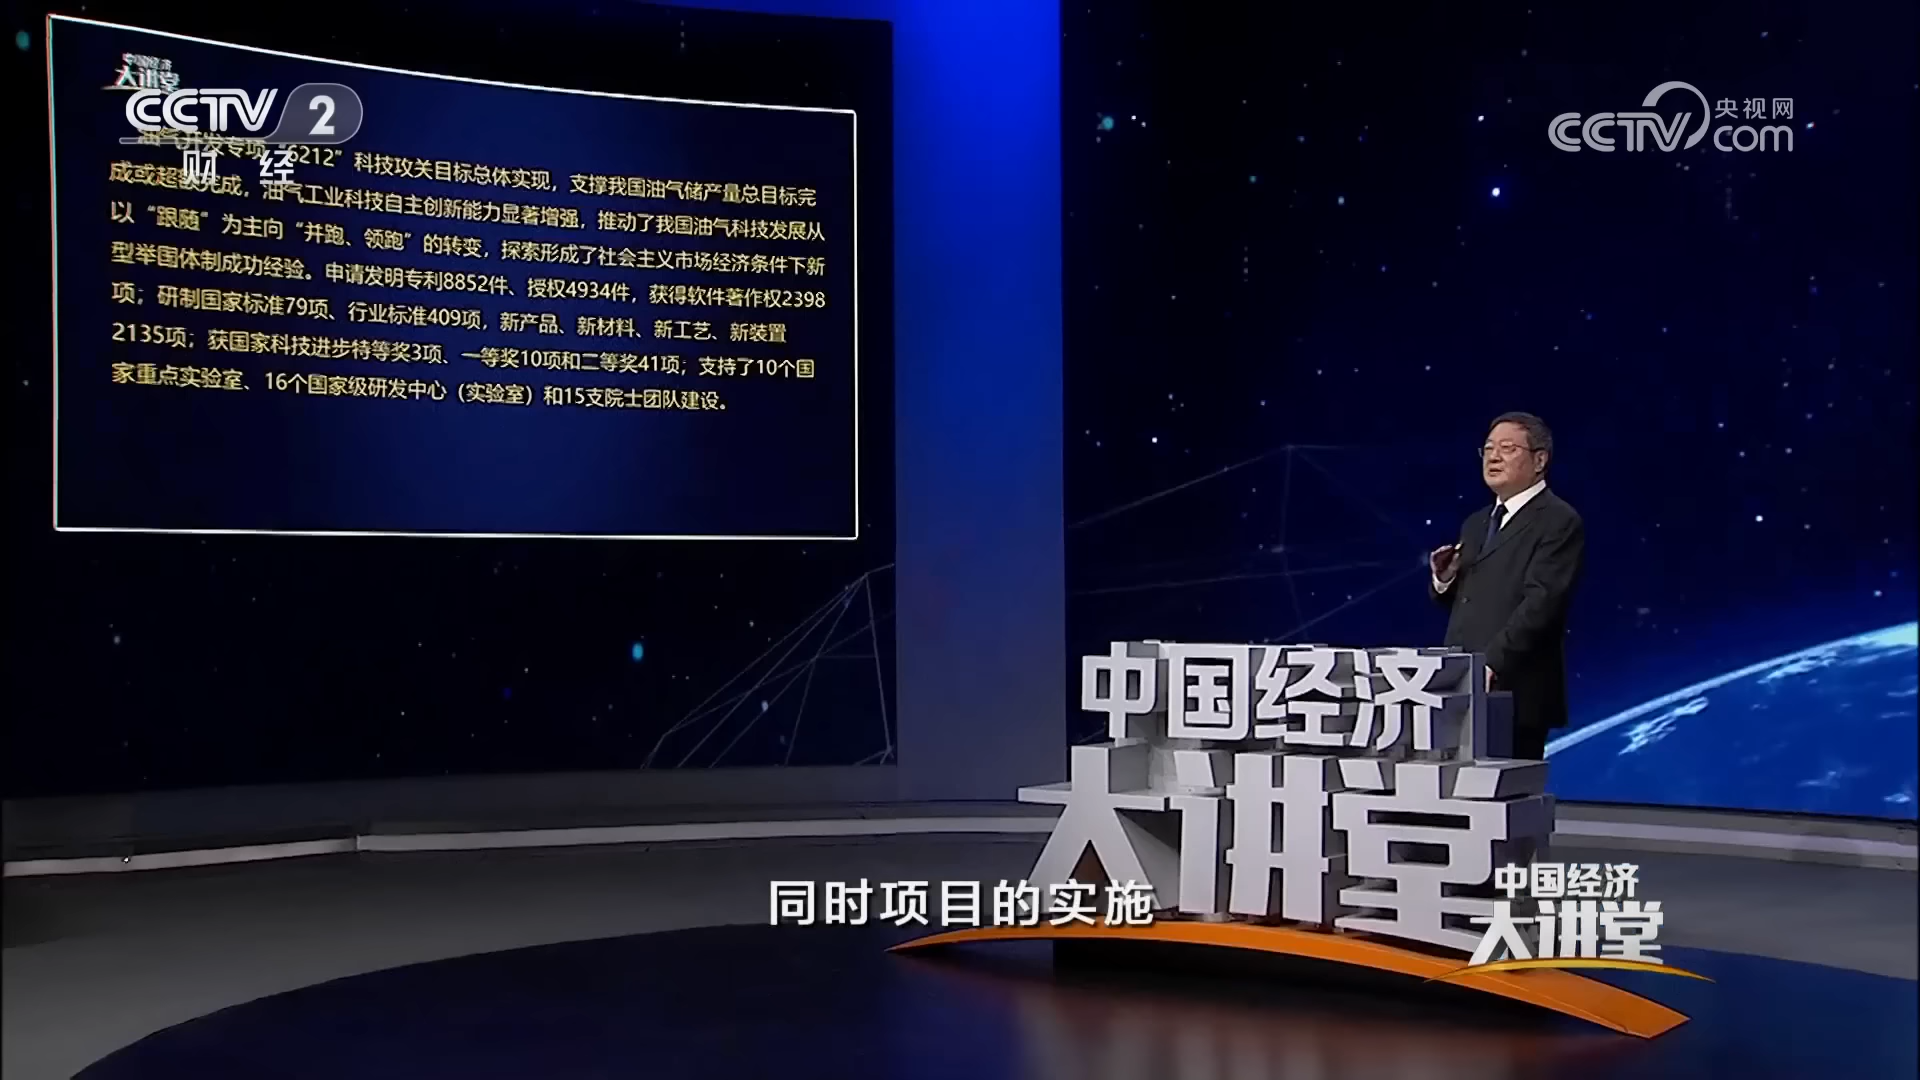 中国经济
大讲堂
CCTV 2
财经
油气开发专项“6212”科技攻关目标总体实现，支撑我国油气储产量总目标完
成或超额完成，油气工业科技自主创新能力显著增强，推动了我国油气科技发展从
以“跟随”为主向“并跑、领跑”的转变，探索形成了社会主义市场经济条件下新
型举国体制成功经验。申请发明专利8852件、授权4934件，获得软件著作权2398
项；研制国家标准79项、行业标准409项，新产品、新材料、新工艺、新装置
2135项；获国家科技进步特等奖3项、一等奖10项和二等奖41项；支持了10个国
家重点实验室、16个国家级研发中心（实验室）和15支院士团队建设。
CCTV 央视网
com
中国经济
大讲堂
同时项目的实施
中国经济
大讲堂